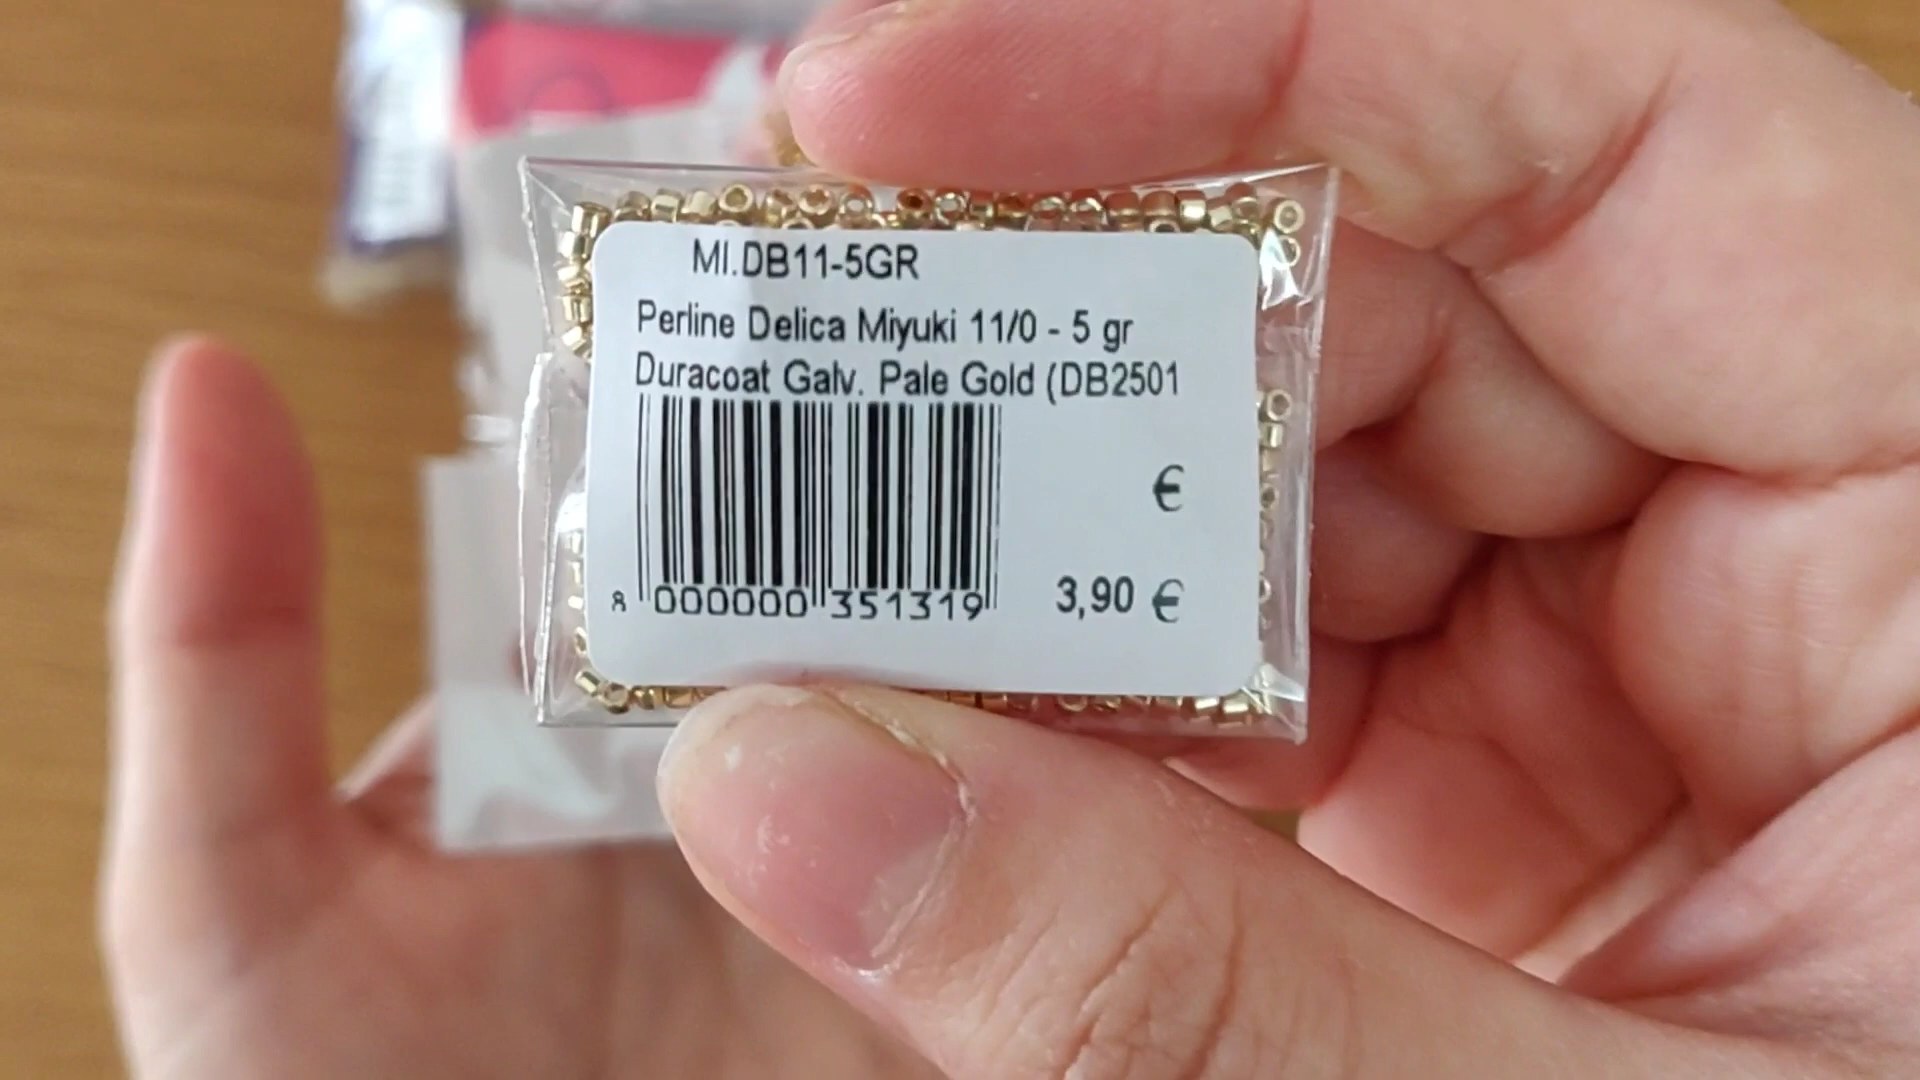 MI.DB11-5GR
Perline Delica Miyuki 11/0 - 5 gr
Duracoat Galv. Pale Gold (DB2501
€
8 000000 351319
3,90 €